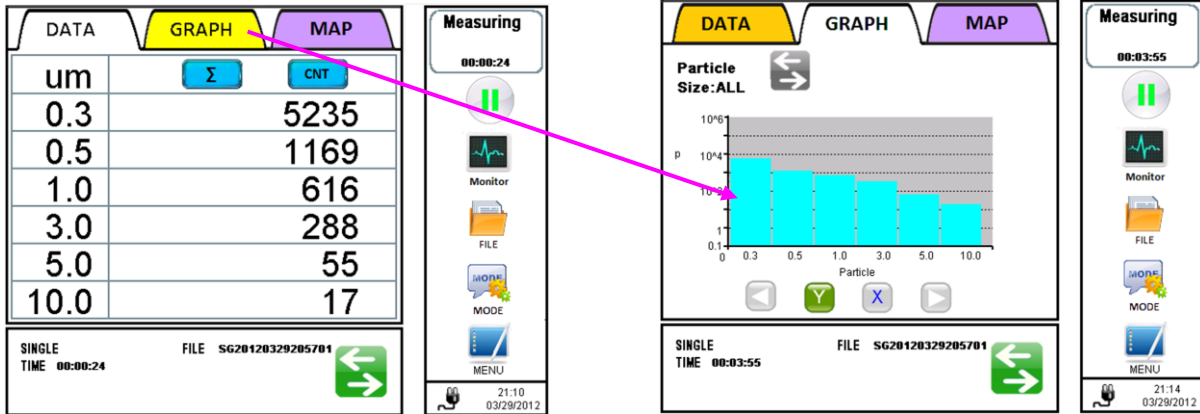 DATA GRAPH MAP
um Σ CNT
0.3 5235
0.5 1169
1.0 616
3.0 288
5.0 55
10.0 17
SINGLE FILE SG20120329205701
TIME 00:00:24
Measuring
00:00:24
Monitor
FILE
MODE
MODE
MENU
21:10
03/29/2012
DATA GRAPH MAP
Particle
Size:ALL
10^6
p
10^4
1
0.1
0 0.3 0.5 1.0 3.0 5.0 10.0
Particle
Y X
SINGLE FILE SG20120329205701
TIME 00:03:55
Measuring
00:03:55
Monitor
FILE
MODE
MODE
MENU
21:14
03/29/2012